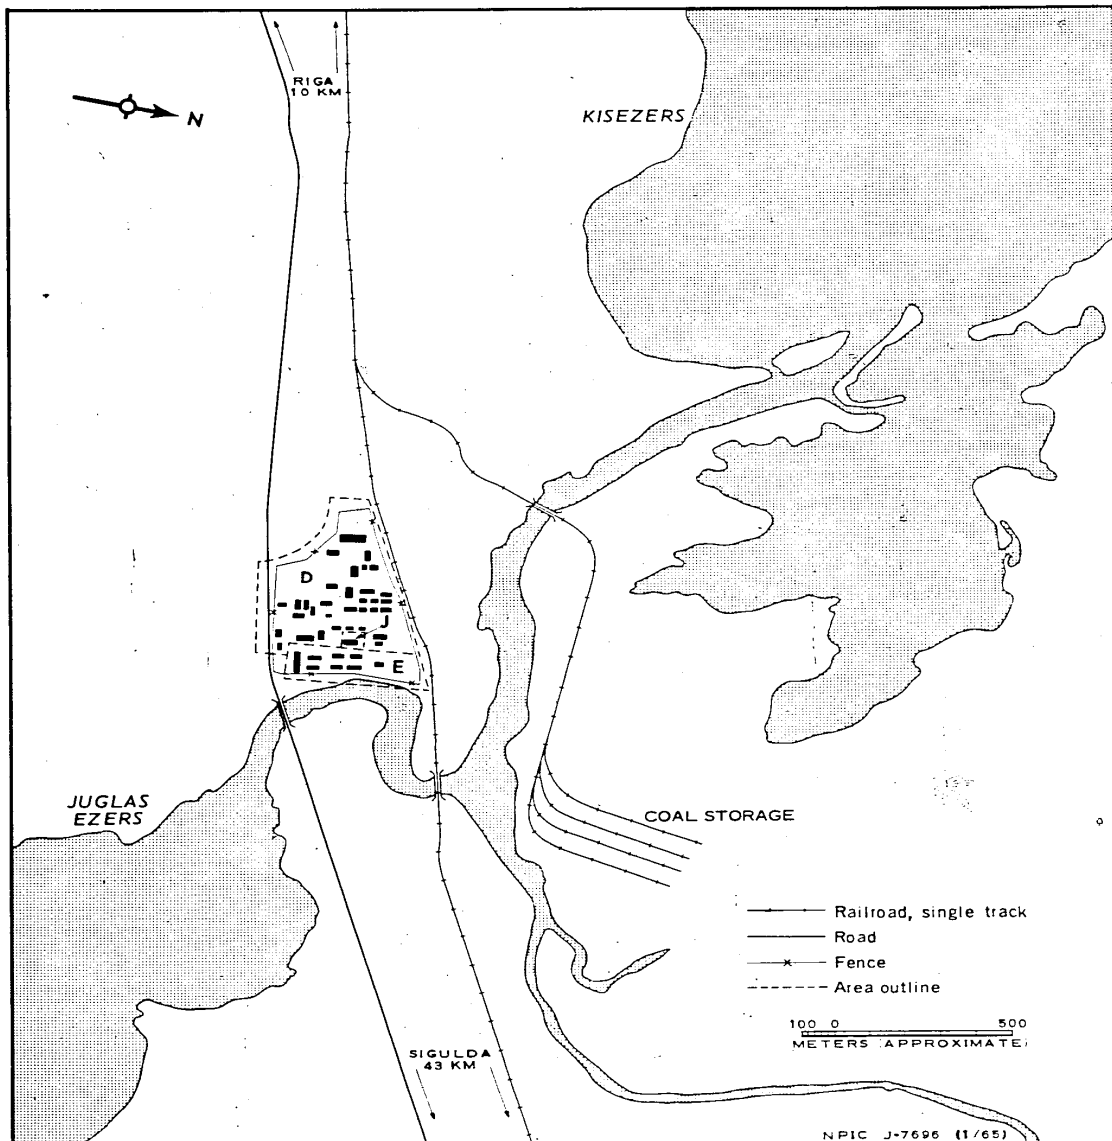 RIGA
10 KM
N
KISEZERS
D
E
JUGLAS
EZERS
COAL STORAGE
Railroad, single track
Road
Fence
Area outline
100 0 500
METERS (APPROXIMATE)
SIGULDA
43 KM
NPIC J-7696 (1/65)